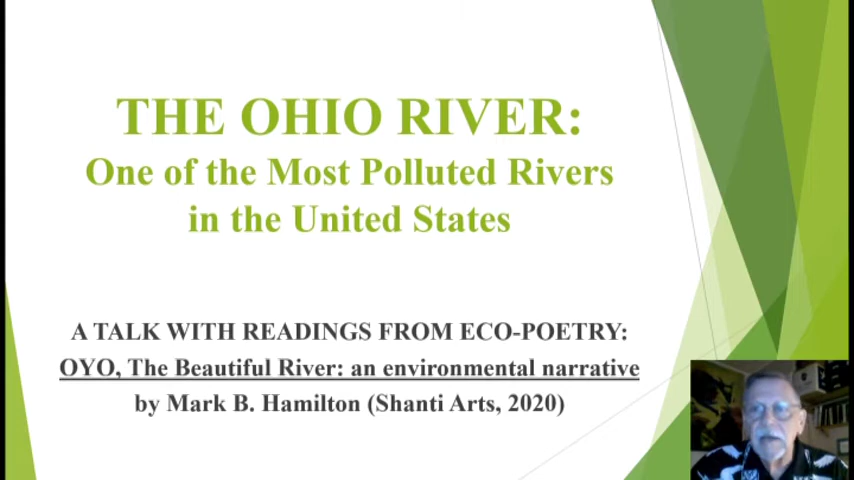 THE OHIO RIVER:
One of the Most Polluted Rivers
in the United States
A TALK WITH READINGS FROM ECO-POETRY:
OYO, The Beautiful River: an environmental narrative
by Mark B. Hamilton (Shanti Arts, 2020)